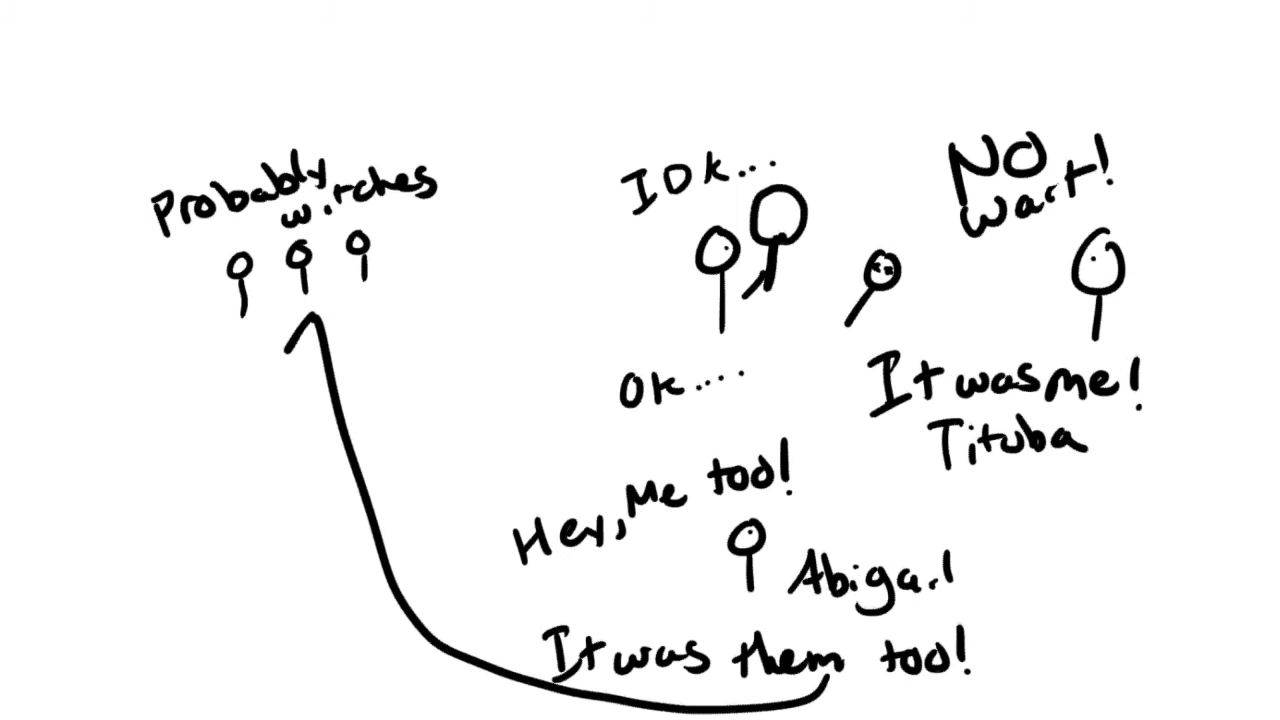 Probably
witches
IDK...
NO
wait!
OK....
It was me!
Tituba
Hey, Me too!
Abigail
It was them too!